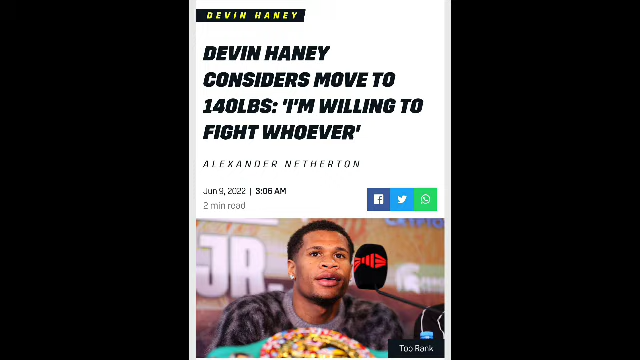 DEVIN HANEY
DEVIN HANEY
CONSIDERS MOVE TO
140LBS: 'I'M WILLING TO
FIGHT WHOEVER'
ALEXANDER NETHERTON
Jun 9, 2022 | 3:06 AM
2 min read
JR.
Top Rank